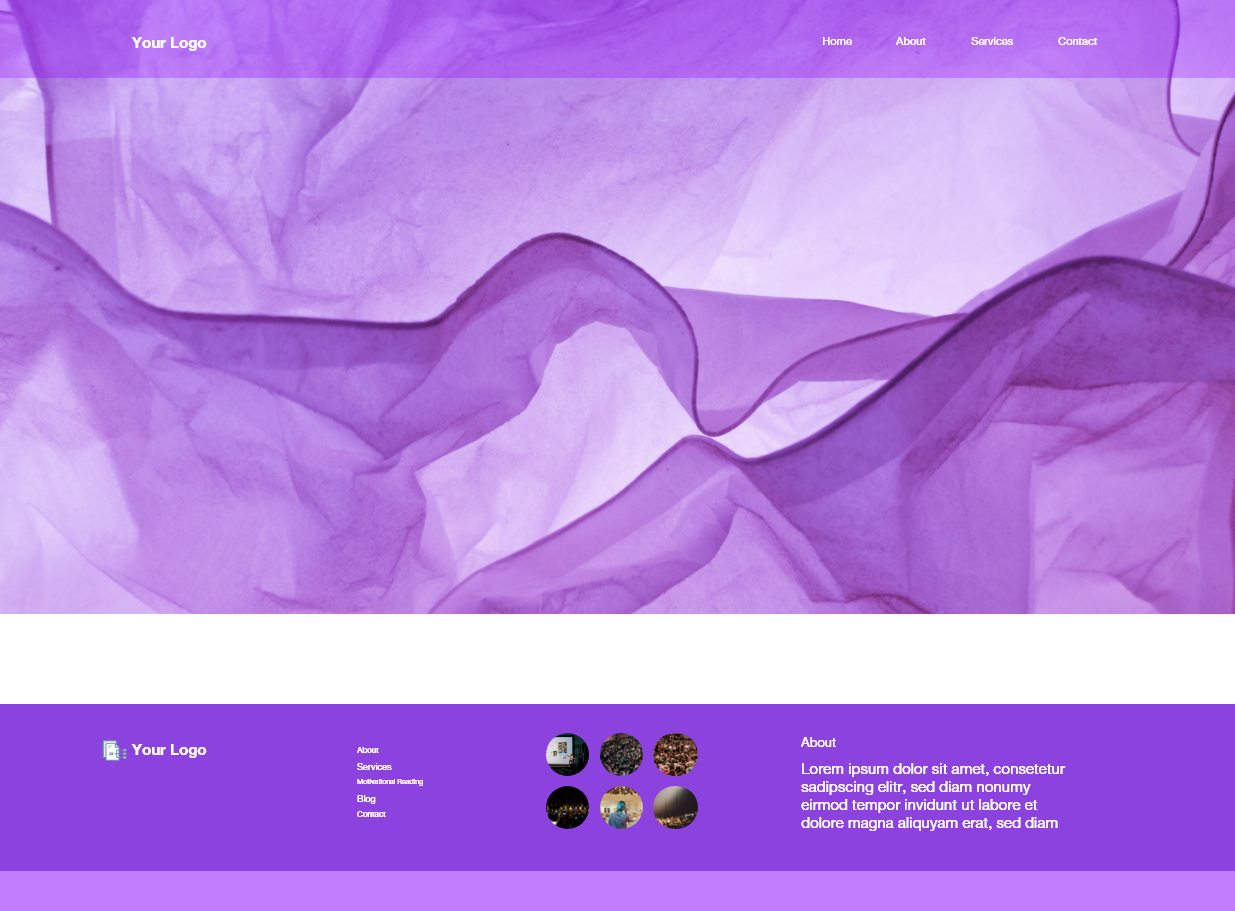 Your Logo
Home
About
Services
Contact
Your Logo
About
Services
Motivational Reading
Blog
Contact
About
Lorem ipsum dolor sit amet, consetetur
sadipscing elitr, sed diam nonumy
eirmod tempor invidunt ut labore et
dolore magna aliquyam erat, sed diam